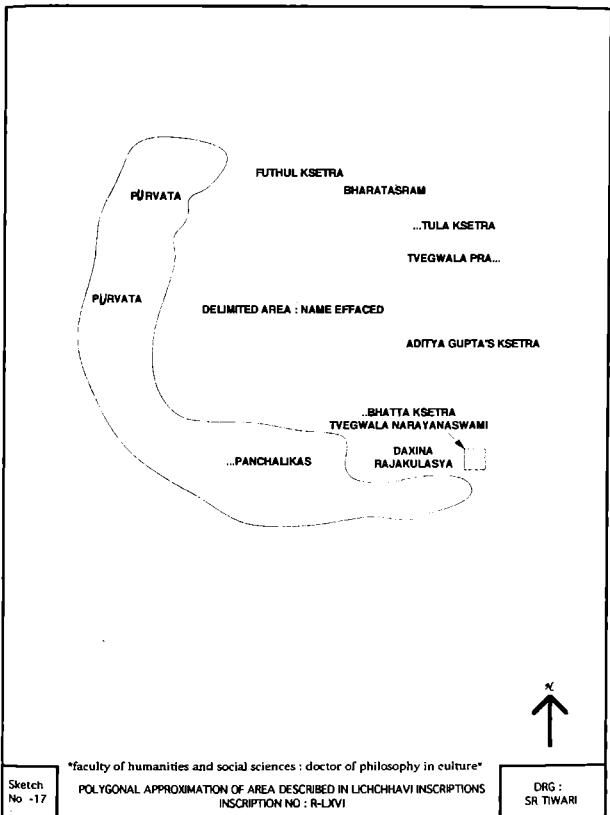 FUTHUL KSETRA
BHARATASRAM
PURVATA
...TULA KSETRA
TVEGWALA PRA...
PURVATA
DELIMITED AREA : NAME EFFACED
ADITYA GUPTA'S KSETRA
..BHATTA KSETRA
TVEGWALA NARAYANASWAMI
...PANCHALIKAS
DAXINA
RAJAKULASYA
N
"faculty of humanities and social sciences : doctor of philosophy in culture"
Sketch
No -17
POLYGONAL APPROXIMATION OF AREA DESCRIBED IN LICHCHHAVI INSCRIPTIONS
INSCRIPTION NO : R-LXVI
DRG :
SR TIWARI